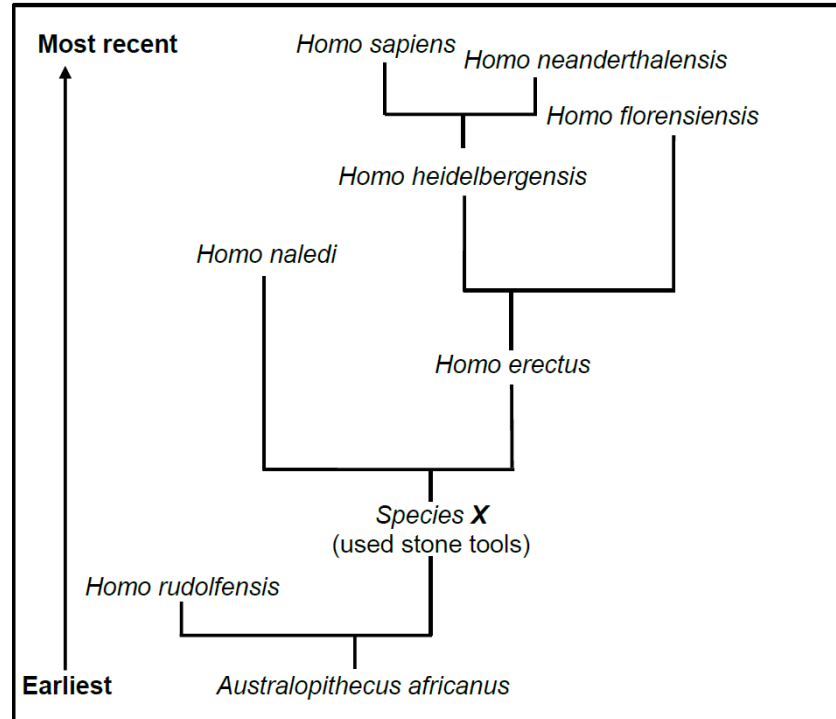 Most recent
Homo sapiens
Homo neanderthalensis
Homo florensiensis
Homo heidelbergensis
Homo naledi
Homo erectus
Species X
(used stone tools)
Homo rudolfensis
Earliest
Australopithecus africanus